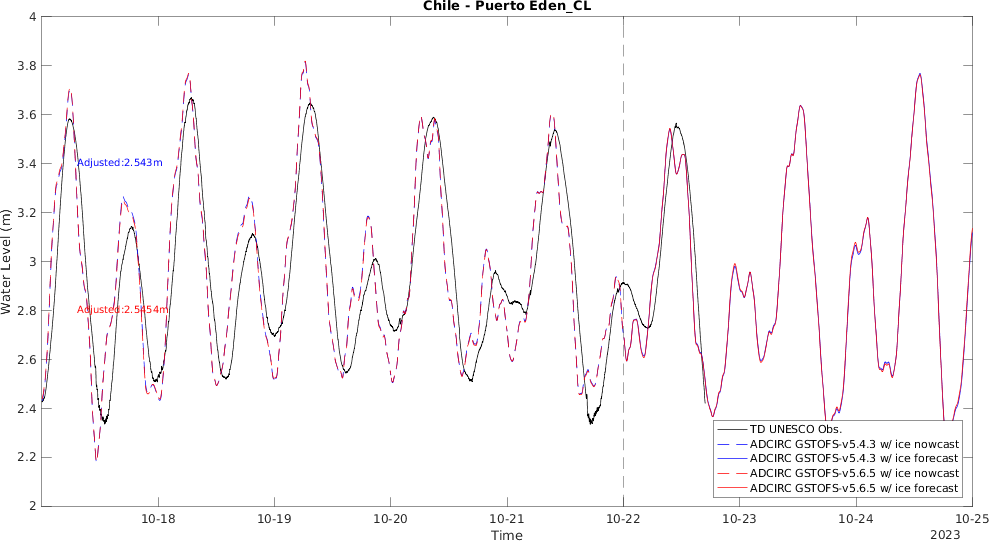 Chile - Puerto Eden_CL
4
3.8
3.6
3.4
3.2
3
2.8
2.6
2.4
2.2
2
Water Level (m)
Adjusted:2.543m
Adjusted:2.5454m
TD UNESCO Obs.
ADCIRC GSTOFS-v5.4.3 w/ ice nowcast
ADCIRC GSTOFS-v5.4.3 w/ ice forecast
ADCIRC GSTOFS-v5.6.5 w/ ice nowcast
ADCIRC GSTOFS-v5.6.5 w/ ice forecast
10-18 10-19 10-20 10-21 10-22 10-23 10-24 10-25
Time
2023